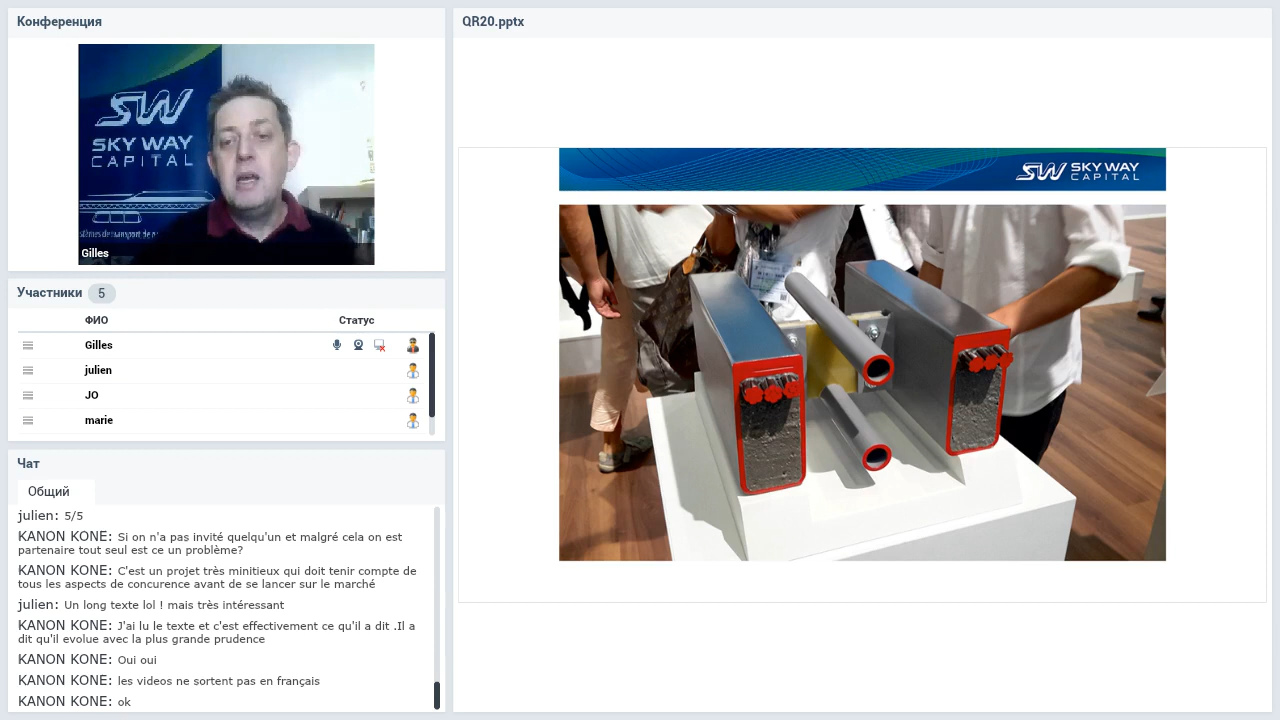 Конференция
SW
SKY WAY
CAPITAL
Gilles
Участники 5
ФИО Статус
Gilles
julien
JO
marie
Чат
Общий
julien: 5/5
KANON KONE: Si on n'a pas invité quelqu'un et malgré cela on est
partenaire tout seul est ce un problème?
KANON KONE: C'est un projet très minitieux qui doit tenir compte de
tous les aspects de concurence avant de se lancer sur le marché
julien: Un long texte lol ! mais très intéressant
KANON KONE: J'ai lu le texte et c'est effectivement ce qu'il a dit .Il a
dit qu'il evolue avec la plus grande prudence
KANON KONE: Oui oui
KANON KONE: les videos ne sortent pas en français
KANON KONE: ok
QR20.pptx
SW SKY WAY
CAPITAL